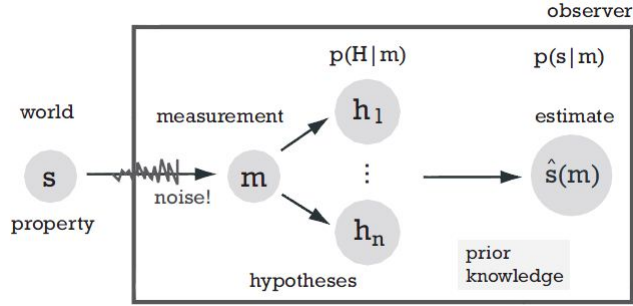 observer
p(H|m)
p(s|m)
world
measurement
estimate
h1
s
noise!
m
⋮
ŝ(m)
property
hn
hypotheses
prior
knowledge